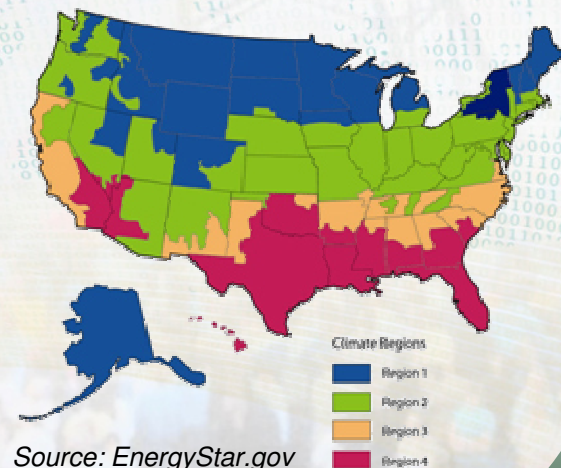 Climate Regions
Region 1
Region 2
Region 3
Region 4
Source: EnergyStar.gov